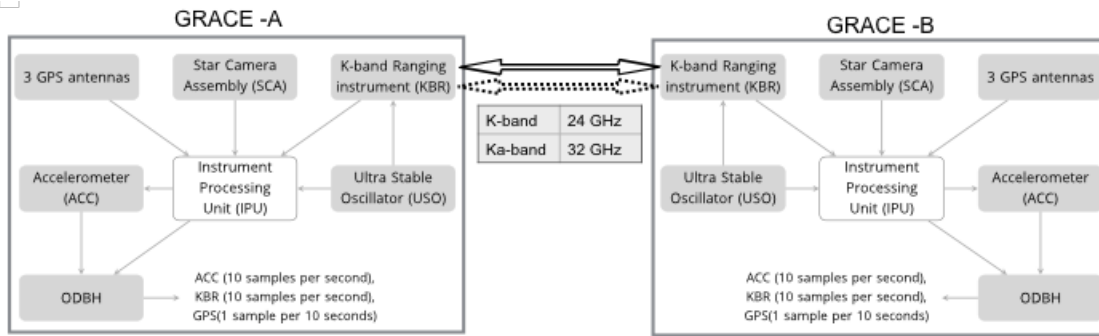 GRACE -A
3 GPS antennas
Star Camera
Assembly (SCA)
K-band Ranging
instrument (KBR)
Accelerometer
(ACC)
Instrument
Processing
Unit (IPU)
Ultra Stable
Oscillator (USO)
ODBH
ACC (10 samples per second),
KBR (10 samples per second),
GPS(1 sample per 10 seconds)
K-band 24 GHz
Ka-band 32 GHz
GRACE -B
K-band Ranging
instrument (KBR)
Star Camera
Assembly (SCA)
3 GPS antennas
Ultra Stable
Oscillator (USO)
Instrument
Processing
Unit (IPU)
Accelerometer
(ACC)
ACC (10 samples per second),
KBR (10 samples per second),
GPS(1 sample per 10 seconds)
ODBH